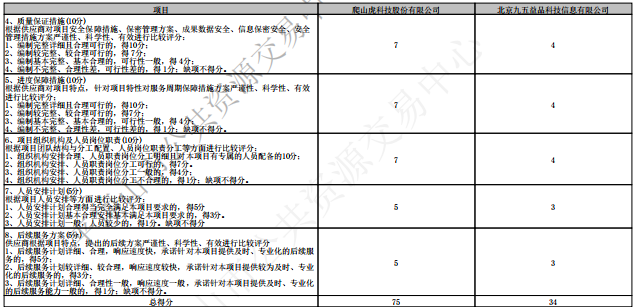 项目 爬山虎科技股份有限公司 北京九五益品科技信息有限公司
4、质量保证措施(10分)
根据供应商对项目安全保障措施、保密管理方案、成果数据安全、信息保密安全、安全
管理措施方案严谨性、科学性、有效进行比较评分:
1、编制完整详细且合理可行的,得10分;
2、编制较完整、较合理可行的,得 7分;
3、编制基本完整、基本合理的,可行性一般,得 4分;
4、编制不完整、合理性差,可行性差的,得 1分;缺项不得分。
7 4
5、进度保障措施(10分)
根据供应商对项目特点,针对项目特性对服务周期保障措施方案严谨性、科学性、有效
进行比较评分:
1、编制完整详细且合理可行的,得10分;
2、编制较完整、较合理可行的,得7分;
3、编制基本完整、基本合理的,可行性一般,得 4分;
4、编制不完整、合理性差,可行性差的,得 1分;缺项不得分。
7 4
6、项目组织机构及人员岗位职责(10分)
根据项目团队结构与分工配置、人员职责岗位分工等方面进行比较评分:
1、组织机构安排合理、人员职责岗位分工明细且对本项目有专属的人员配备的10分;
2、组织机构安排、人员职责岗位分工可行的,得7分。
3、组织机构安排、人员职责岗位分工一般的,得4分;
4、组织机构安排、人员职责岗位分工不合理的,得 1分;缺项不得分。
7 4
7、人员安排计划(5分)
根据项目人员安排等方面进行比较评分:
1、人员安排计划合理得当完全满足本项目要求的,得5分
2、人员安排计划基本合理安排基本满足本项目要求的,得3分。
3、人员安排计划一般,人员较少的,得1分。缺项不得分
5 3
8、后续服务方案(5分)
供应商根据项目特点,提出的后续方案严谨性、科学性、有效进行比较评分
1、后续服务计划详细、合理,响应速度快,承诺针对本项目提供及时、专业化的后续服务
的,得5分;
2、后续服务计划较详细、较合理,响应速度较快,承诺针对本项目提供较为及时、专业
化的后续服务的,得3分;
3、后续服务计划详细、合理性一般,响应速度一般,承诺针对本项目提供及时、专业化的
后续服务能力一般的,得 1分;缺项不得分。
5 3
总得分 75 34